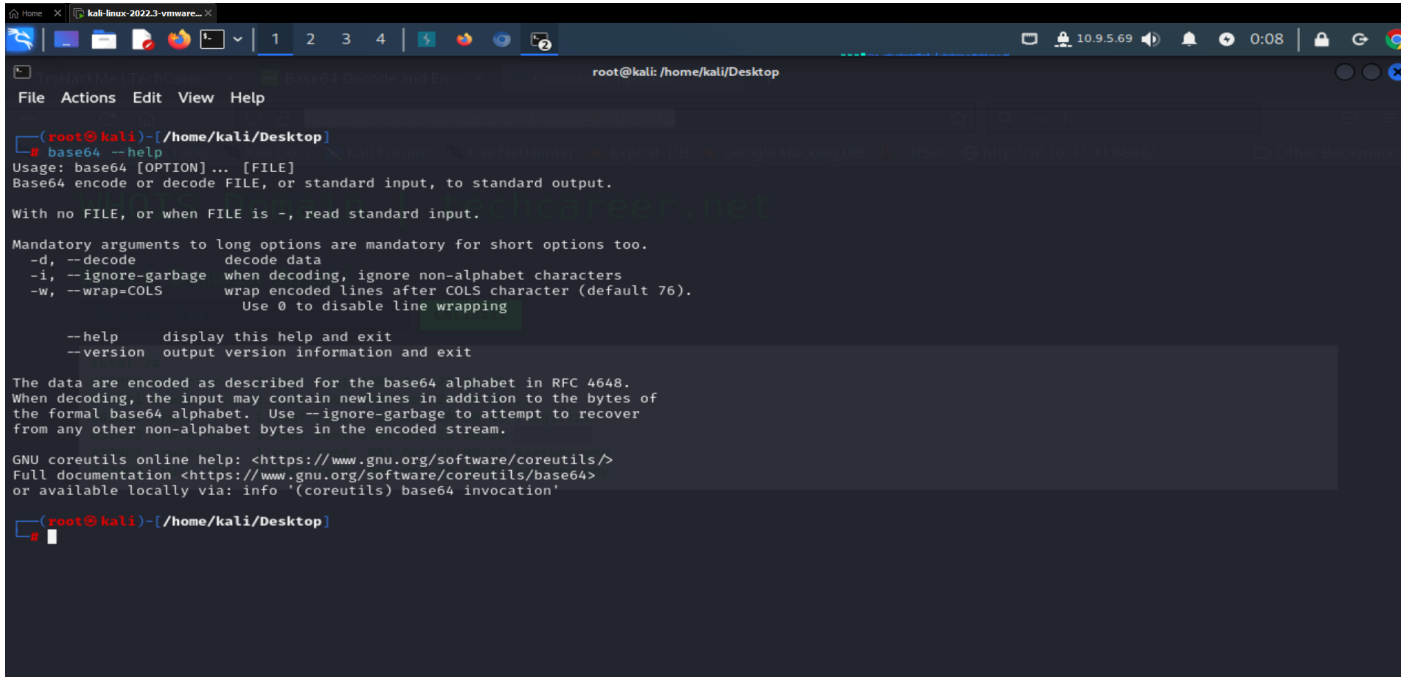 Home
kali-linux-2022.3-vmware...
1 2 3 4
10.9.5.69
0:08
root@kali: /home/kali/Desktop
File Actions Edit View Help
(root㉿kali)-[/home/kali/Desktop]
# base64 --help
Usage: base64 [OPTION]... [FILE]
Base64 encode or decode FILE, or standard input, to standard output.
With no FILE, or when FILE is -, read standard input.
Mandatory arguments to long options are mandatory for short options too.
-d, --decode decode data
-i, --ignore-garbage when decoding, ignore non-alphabet characters
-w, --wrap=COLS wrap encoded lines after COLS character (default 76).
Use 0 to disable line wrapping
--help display this help and exit
--version output version information and exit
The data are encoded as described for the base64 alphabet in RFC 4648.
When decoding, the input may contain newlines in addition to the bytes of
the formal base64 alphabet. Use --ignore-garbage to attempt to recover
from any other non-alphabet bytes in the encoded stream.
GNU coreutils online help: <https://www.gnu.org/software/coreutils/>
Full documentation <https://www.gnu.org/software/coreutils/base64>
or available locally via: info '(coreutils) base64 invocation'
(root㉿kali)-[/home/kali/Desktop]
#